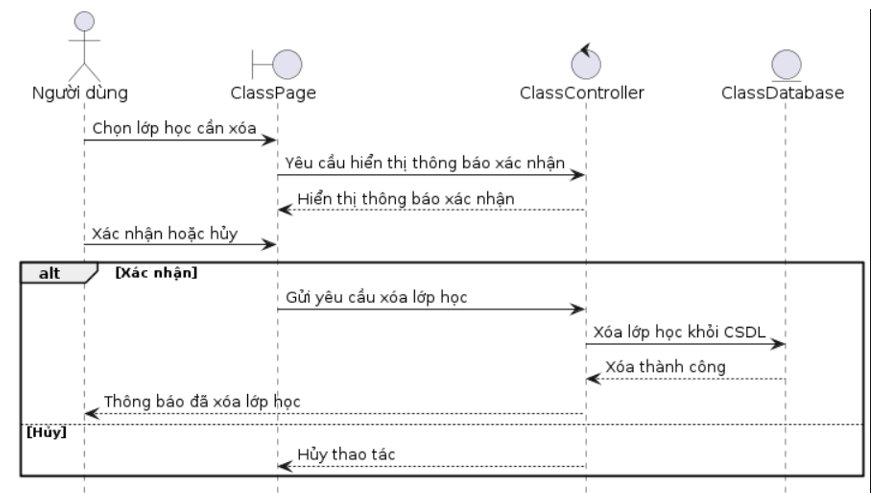 Người dùng
ClassPage
ClassController
ClassDatabase
Chọn lớp học cần xóa
Yêu cầu hiển thị thông báo xác nhận
Hiển thị thông báo xác nhận
Xác nhận hoặc hủy
alt
[Xác nhận]
Gửi yêu cầu xóa lớp học
Xóa lớp học khỏi CSDL
Xóa thành công
Thông báo đã xóa lớp học
[Hủy]
Hủy thao tác